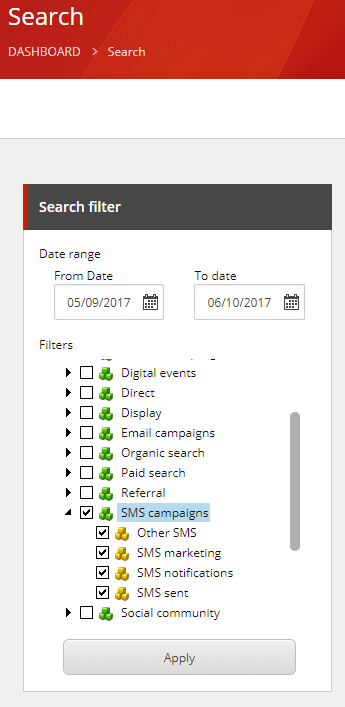 Search
DASHBOARD > Search
Search filter
Date range
From Date To date
05/09/2017 06/10/2017
Filters
Digital events
Direct
Display
Email campaigns
Organic search
Paid search
Referral
SMS campaigns
Other SMS
SMS marketing
SMS notifications
SMS sent
Social community
Apply